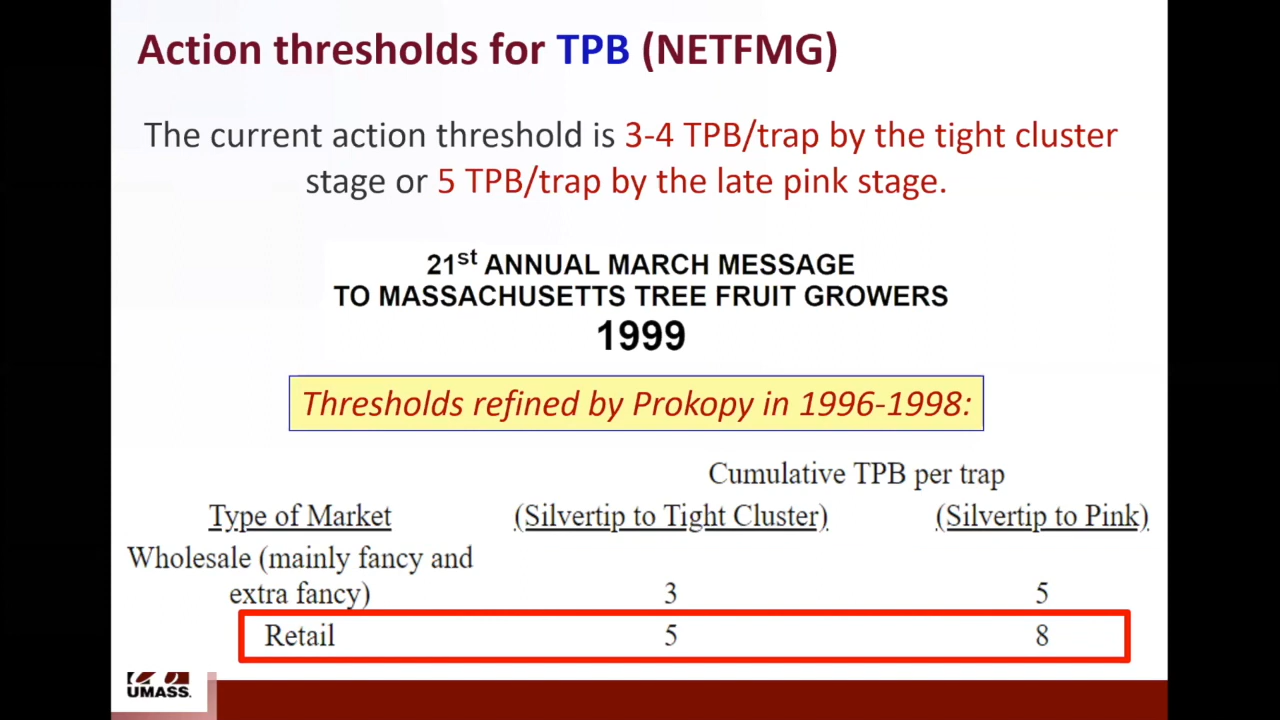 Action thresholds for TPB (NETFMG)
The current action threshold is 3-4 TPB/trap by the tight cluster
stage or 5 TPB/trap by the late pink stage.
21st ANNUAL MARCH MESSAGE
TO MASSACHUSETTS TREE FRUIT GROWERS
1999
Thresholds refined by Prokopy in 1996-1998:
Cumulative TPB per trap
Type of Market (Silvertip to Tight Cluster) (Silvertip to Pink)
Wholesale (mainly fancy and
extra fancy) 3 5
Retail 5 8
UMASS.